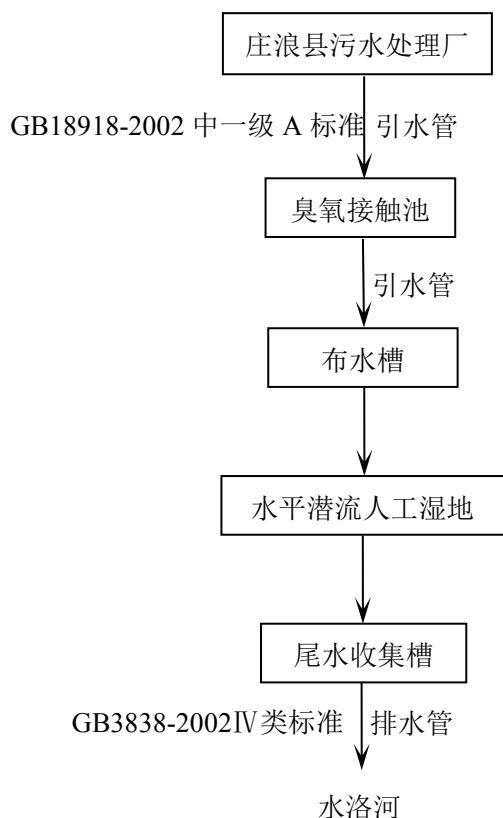 庄浪县污水处理厂
GB18918-2002 中一级 A 标准 引水管
臭氧接触池
引水管
布水槽
水平潜流人工湿地
尾水收集槽
GB3838-2002Ⅳ类标准 排水管
水洛河